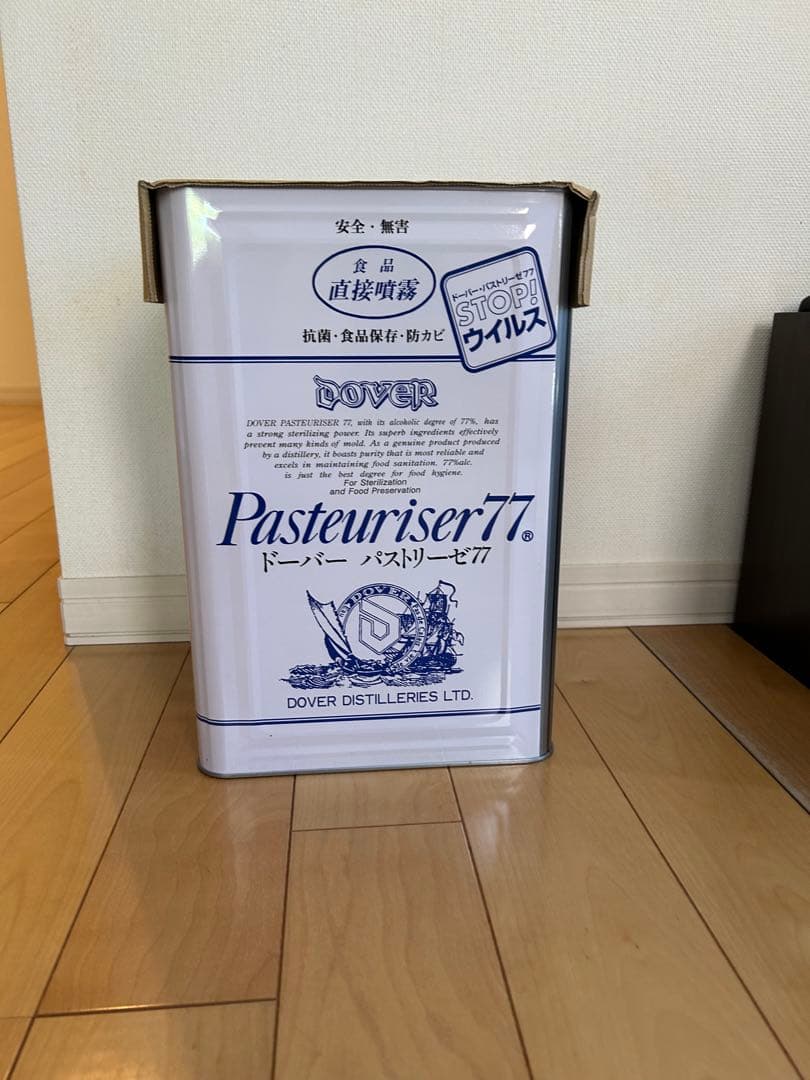 安全・無害
食品
直接噴霧
抗菌・食品保存・防カビ
ドーバー・パストリーゼ77
STOP!
ウイルス
DOVER
DOVER PASTEURISER 77, with its alcoholic degree of 77%, has
a strong sterilizing power. Its superb ingredients effectively
prevent many kinds of mold. As a genuine product produced
by a distillery, it boasts purity that is most reliable and
excels in maintaining food sanitation. 77%alc.
is just the best degree for food hygiene.
For Sterilization
and Food Preservation
Pasteuriser77®
ドーバー パストリーゼ77
DOVER
D
DOVER DISTILLERIES LTD.